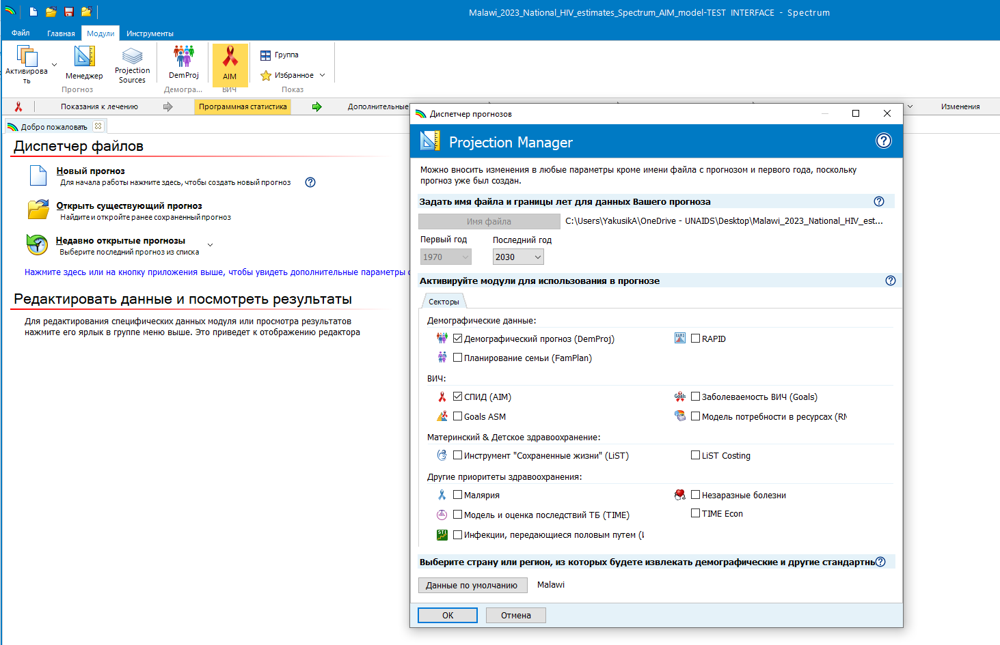 Malawi_2023_National_HIV_estimates_Spectrum_AIM_model-TEST INTERFACE - Spectrum
Файл
Главная
Модули
Инструменты
Активирова
ть
Менеджер
Projection
Sources
Прогноз
DemProj
Демогра...
AIM
ВИЧ
Группа
Избранное
Показ
Показания к лечению
Программная статистика
Дополнительные
Изменения
Добро пожаловать
Диспетчер файлов
Новый прогноз
Для начала работы нажмите здесь, чтобы создать новый прогноз
Открыть существующий прогноз
Найдите и откройте ранее сохраненный прогноз
Недавно открытые прогнозы
Выберите последний прогноз из списка
Нажмите здесь или на кнопку приложения выше, чтобы увидеть дополнительные параметры
Редактировать данные и посмотреть результаты
Для редактирования специфических данных модуля или просмотра результатов
нажмите его ярлык в группе меню выше. Это приведет к отображению редактора
Диспетчер прогнозов
Projection Manager
Можно вносить изменения в любые параметры кроме имени файла с прогнозом и первого года, поскольку
прогноз уже был создан.
Задать имя файла и границы лет для данных Вашего прогноза
Имя файла
C:\Users\YakusikA\OneDrive - UNAIDS\Desktop\Malawi_2023_National_HIV_est...
Первый год
Последний год
1970
2030
Активируйте модули для использования в прогнозе
Секторы
Демографические данные:
Демографический прогноз (DemProj)
RAPID
RAPID
Планирование семьи (FamPlan)
ВИЧ:
СПИД (AIM)
Goals
Заболеваемость ВИЧ (Goals)
Goals ASM
Модель потребности в ресурсах (RN
Материнский & Детское здравоохранение:
Инструмент "Сохраненные жизни" (LiST)
LiST Costing
Другие приоритеты здравоохранения:
Малярия
Незаразные болезни
Модель и оценка последствий ТБ (TIME)
TIME Econ
STI
Инфекции, передающиеся половым путем (
Выберите страну или регион, из которых будете извлекать демографические и другие стандартнь
Данные по умолчанию
Malawi
OK
Отмена